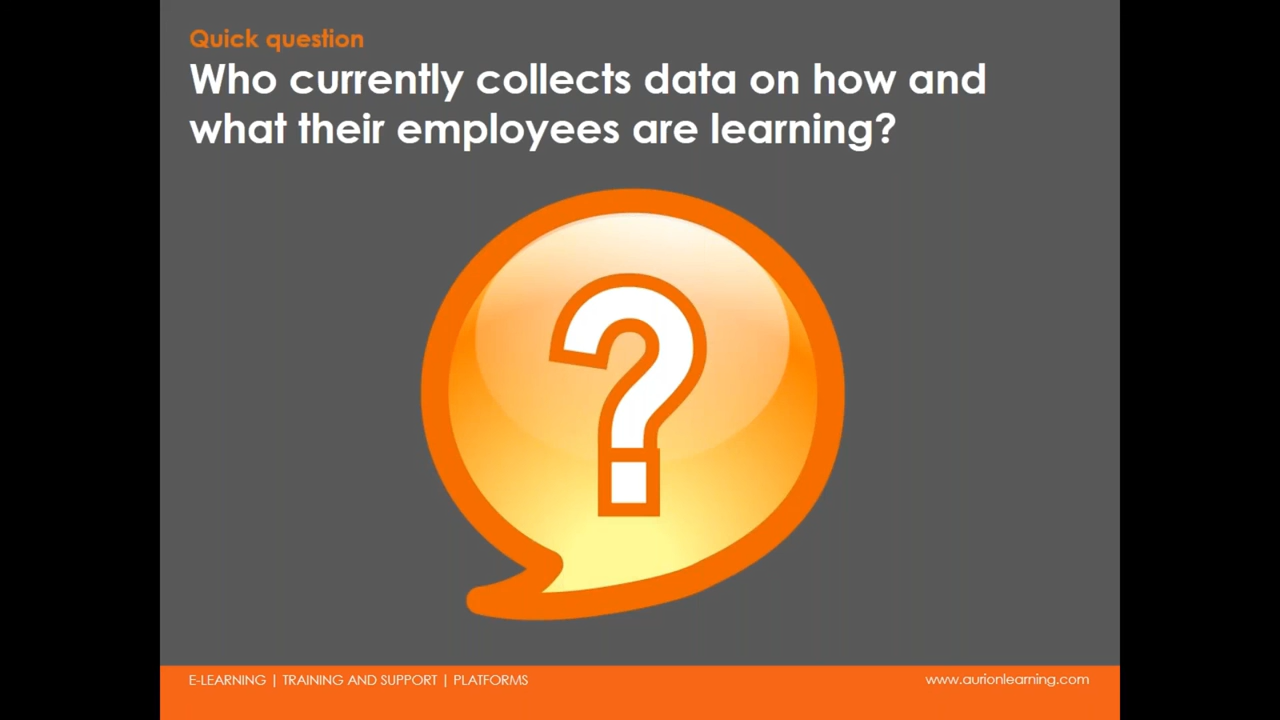 Quick question
Who currently collects data on how and
what their employees are learning?
?
E-LEARNING | TRAINING AND SUPPORT | PLATFORMS
www.aurionlearning.com